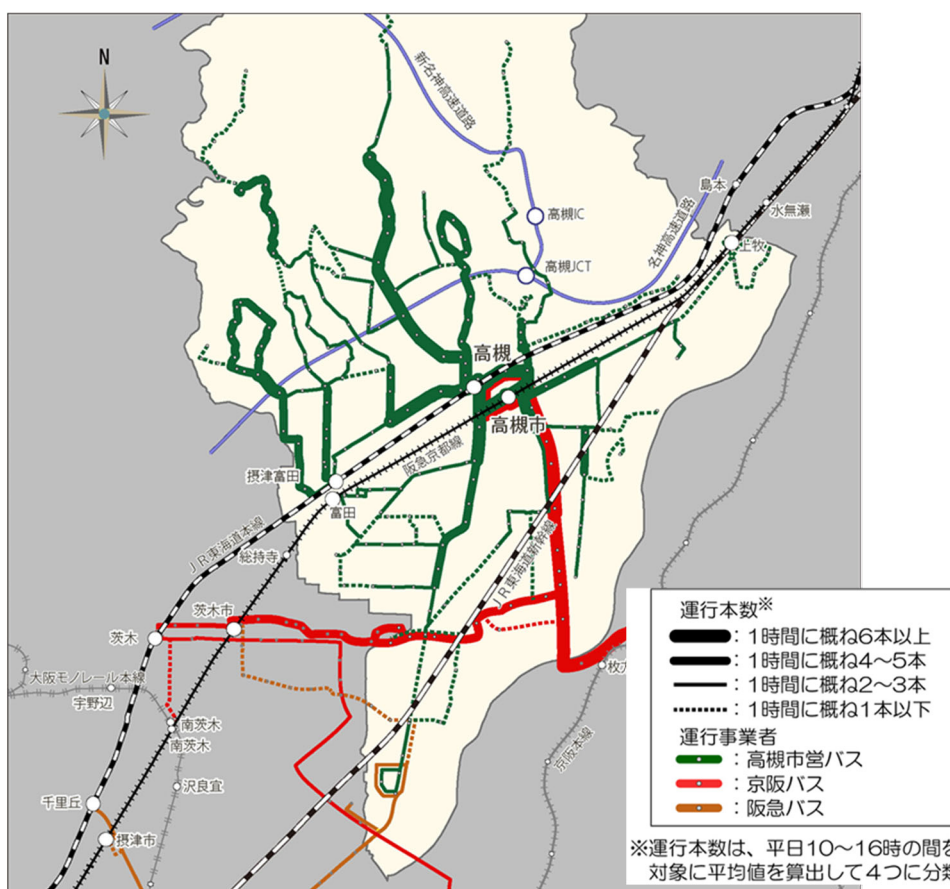 N
新名神高速道路
島本
水無瀬
高槻IC
名神高速道路
上牧
高槻JCT
高槻
高槻市
阪急京都線
摂津富田
富田
JR東海道本線
総持寺
JR東海道新幹線
茨木市
茨木
大阪モノレール本線
宇野辺
南茨木
南茨木
沢良宜
京阪本線
千里丘
摂津市
運行本数※
：1時間に概ね6本以上
：1時間に概ね4～5本
：1時間に概ね2～3本
：1時間に概ね1本以下
運行事業者
：高槻市営バス
：京阪バス
：阪急バス
※運行本数は、平日10～16時の間を
対象に平均値を算出して4つに分類